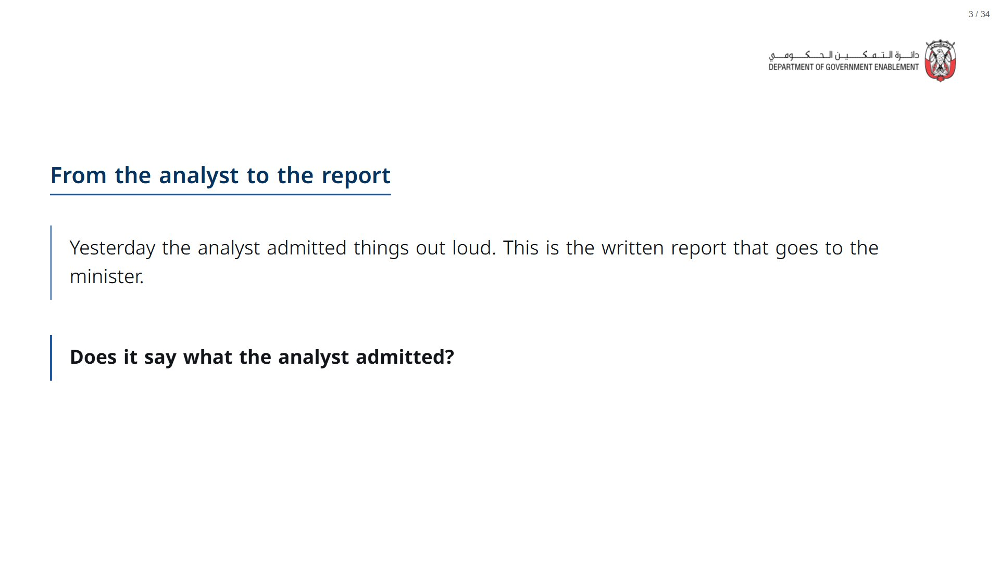 3 / 34
دائرة التمكين الحكومي
DEPARTMENT OF GOVERNMENT ENABLEMENT
From the analyst to the report
Yesterday the analyst admitted things out loud. This is the written report that goes to the
minister.
Does it say what the analyst admitted?